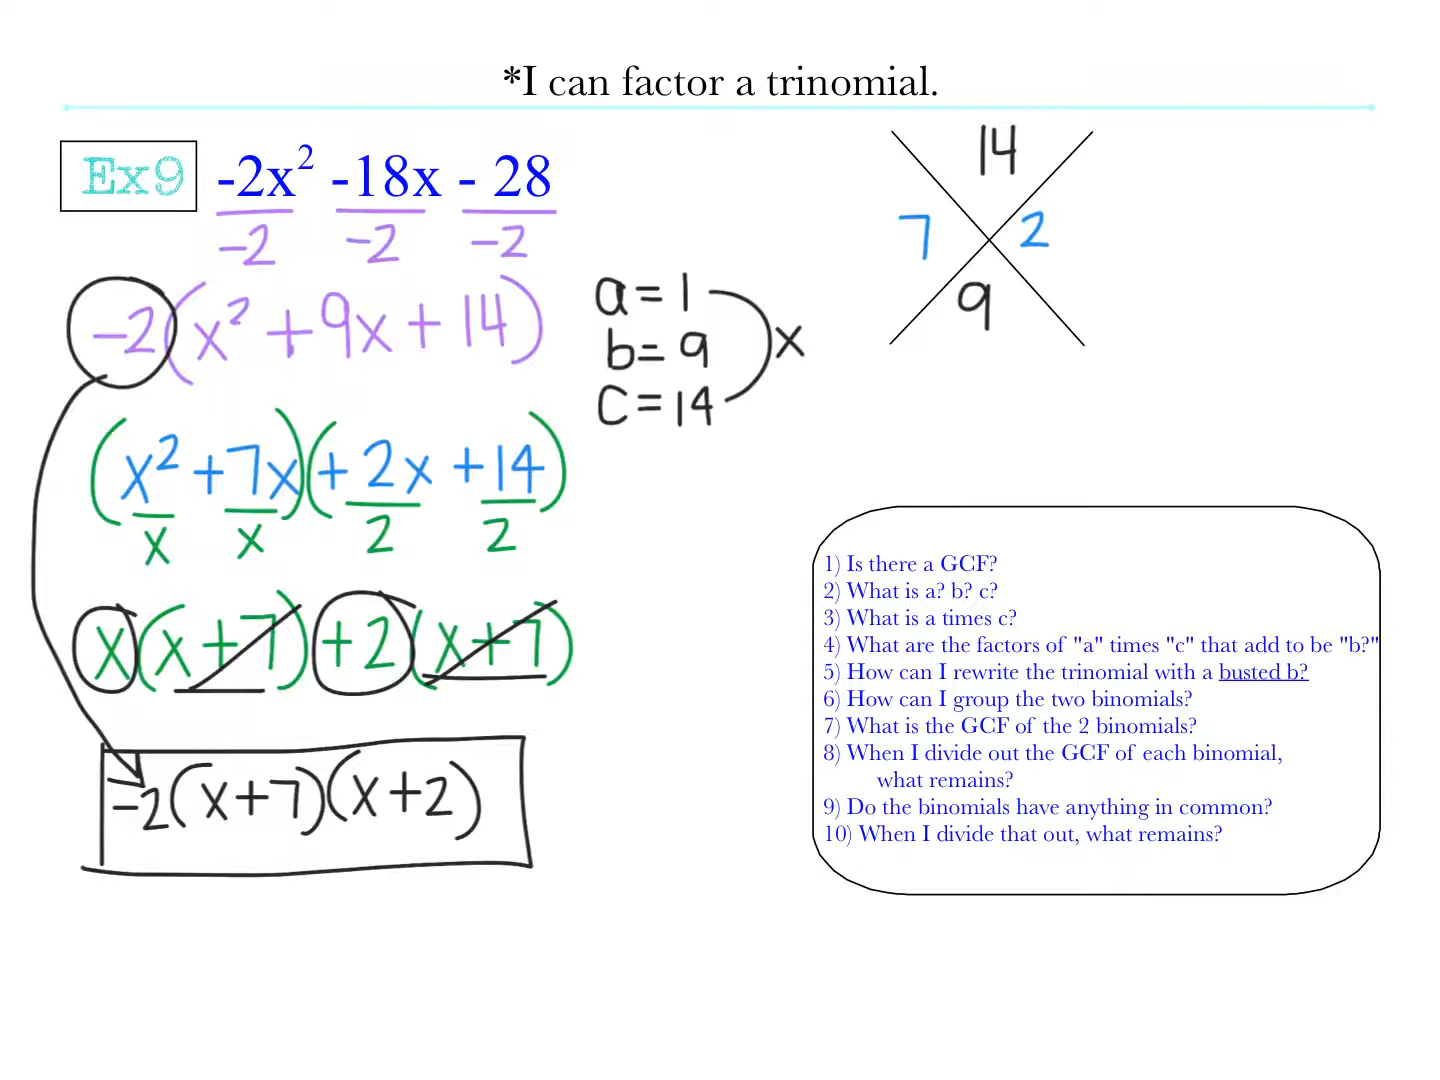 *I can factor a trinomial.
Ex9
-2x² -18x - 28
-2 -2 -2
-2(x² + 9x + 14)
a = 1
b = 9
c = 14
x
14
7 2
9
(x² + 7x)(+ 2x + 14)
x x 2 2
x(x + 7) + 2(x + 7)
-2(x+7)(x+2)
1) Is there a GCF?
2) What is a? b? c?
3) What is a times c?
4) What are the factors of "a" times "c" that add to be "b?"
5) How can I rewrite the trinomial with a busted b?
6) How can I group the two binomials?
7) What is the GCF of the 2 binomials?
8) When I divide out the GCF of each binomial,
what remains?
9) Do the binomials have anything in common?
10) When I divide that out, what remains?